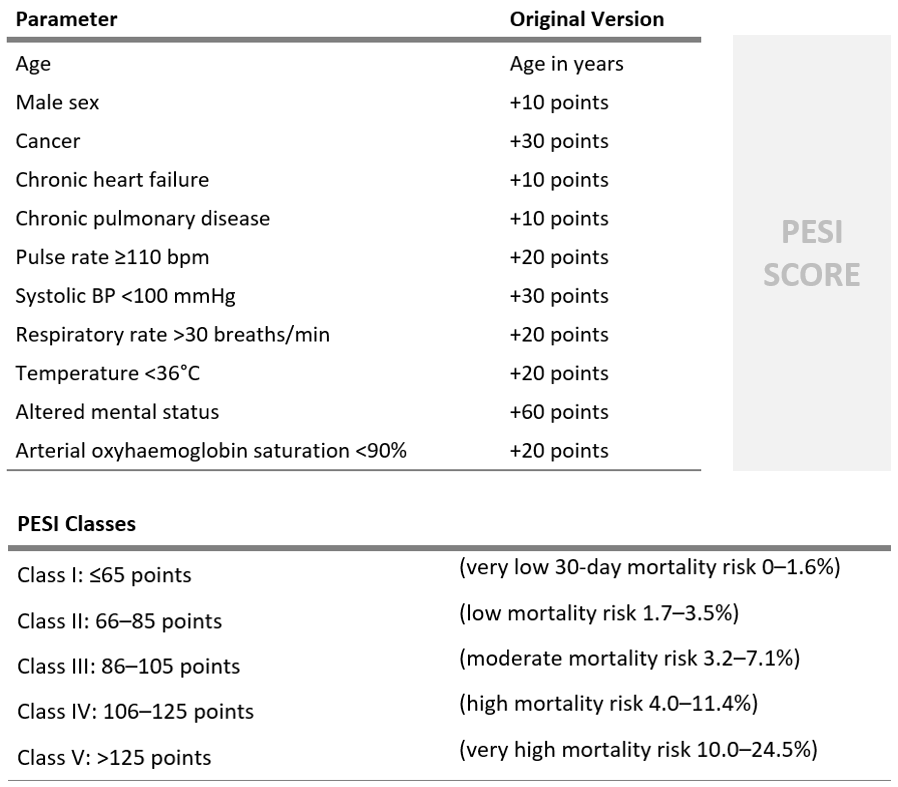 Parameter Original Version
Age Age in years
Male sex +10 points
Cancer +30 points
Chronic heart failure +10 points
Chronic pulmonary disease +10 points
Pulse rate ≥110 bpm +20 points
Systolic BP <100 mmHg +30 points
Respiratory rate >30 breaths/min +20 points
Temperature <36°C +20 points
Altered mental status +60 points
Arterial oxyhaemoglobin saturation <90% +20 points
PESI
SCORE
PESI Classes
Class I: ≤65 points (very low 30-day mortality risk 0–1.6%)
Class II: 66–85 points (low mortality risk 1.7–3.5%)
Class III: 86–105 points (moderate mortality risk 3.2–7.1%)
Class IV: 106–125 points (high mortality risk 4.0–11.4%)
Class V: >125 points (very high mortality risk 10.0–24.5%)